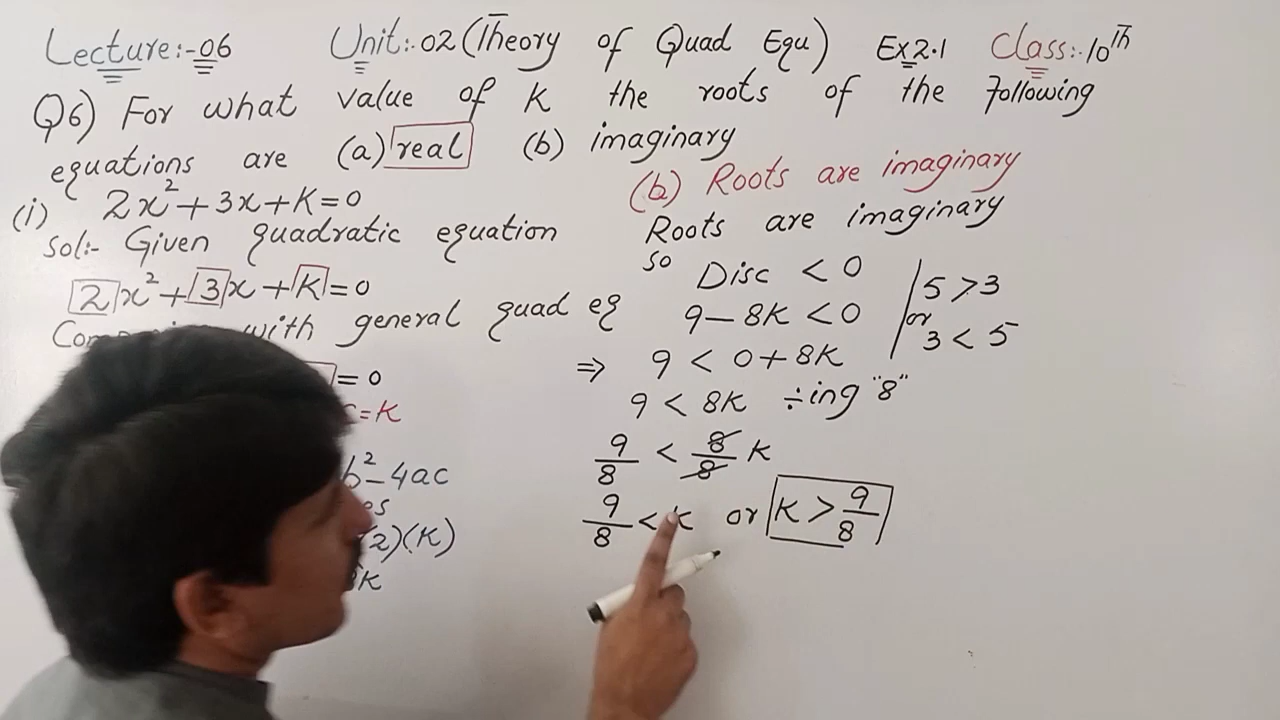 Lecture:-06 Unit:-02 (Theory of Quad Equ) Ex2.1 Class:-10th
Q6) For what value of K the roots of the following
equations are (a) real (b) imaginary
(i) 2x² + 3x + K = 0
Sol:- Given quadratic equation
2x² + 3x + K = 0
with general quad eq
= 0
c = K
b² - 4ac
(2)(K)
8K
(b) Roots are imaginary
Roots are imaginary
so Disc < 0
9 - 8K < 0
⇒ 9 < 0 + 8K
9 < 8K ÷ing "8"
9/8 < 8/8 K
9/8 < K or K > 9/8
5 > 3
or
3 < 5